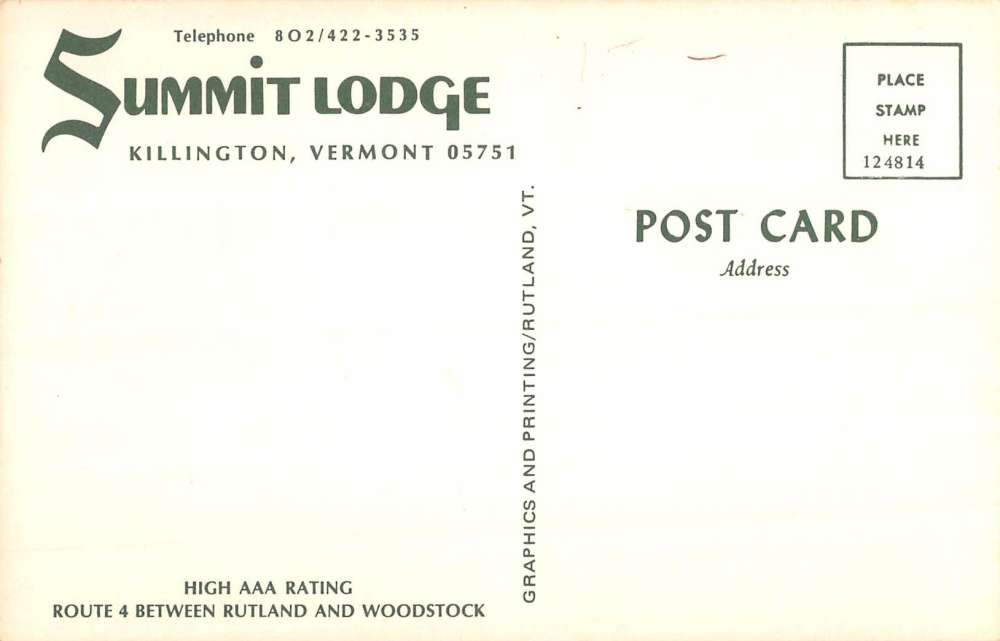 Telephone 802/422-3535
SUMMIT LODGE
KILLINGTON, VERMONT 05751
HIGH AAA RATING
ROUTE 4 BETWEEN RUTLAND AND WOODSTOCK
GRAPHICS AND PRINTING/RUTLAND, VT.
PLACE
STAMP
HERE
124814
POST CARD
Address